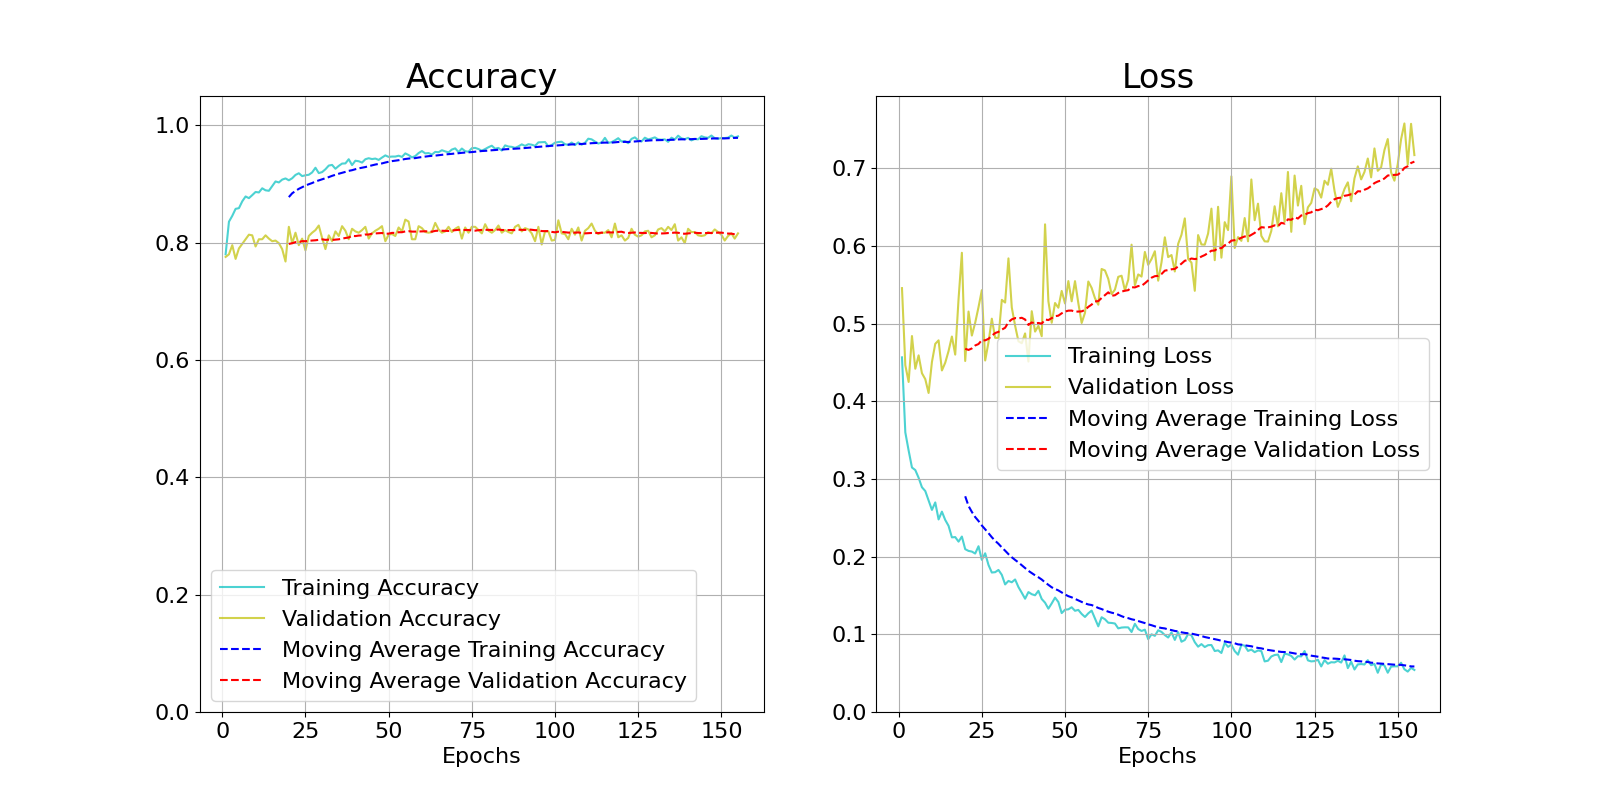 Accuracy
1.0
0.8
0.6
0.4
0.2
0.0
Training Accuracy
Validation Accuracy
Moving Average Training Accuracy
Moving Average Validation Accuracy
0 25 50 75 100 125 150
Epochs
Loss
0.7
0.6
0.5
0.4
0.3
0.2
0.1
0.0
Training Loss
Validation Loss
Moving Average Training Loss
Moving Average Validation Loss
0 25 50 75 100 125 150
Epochs